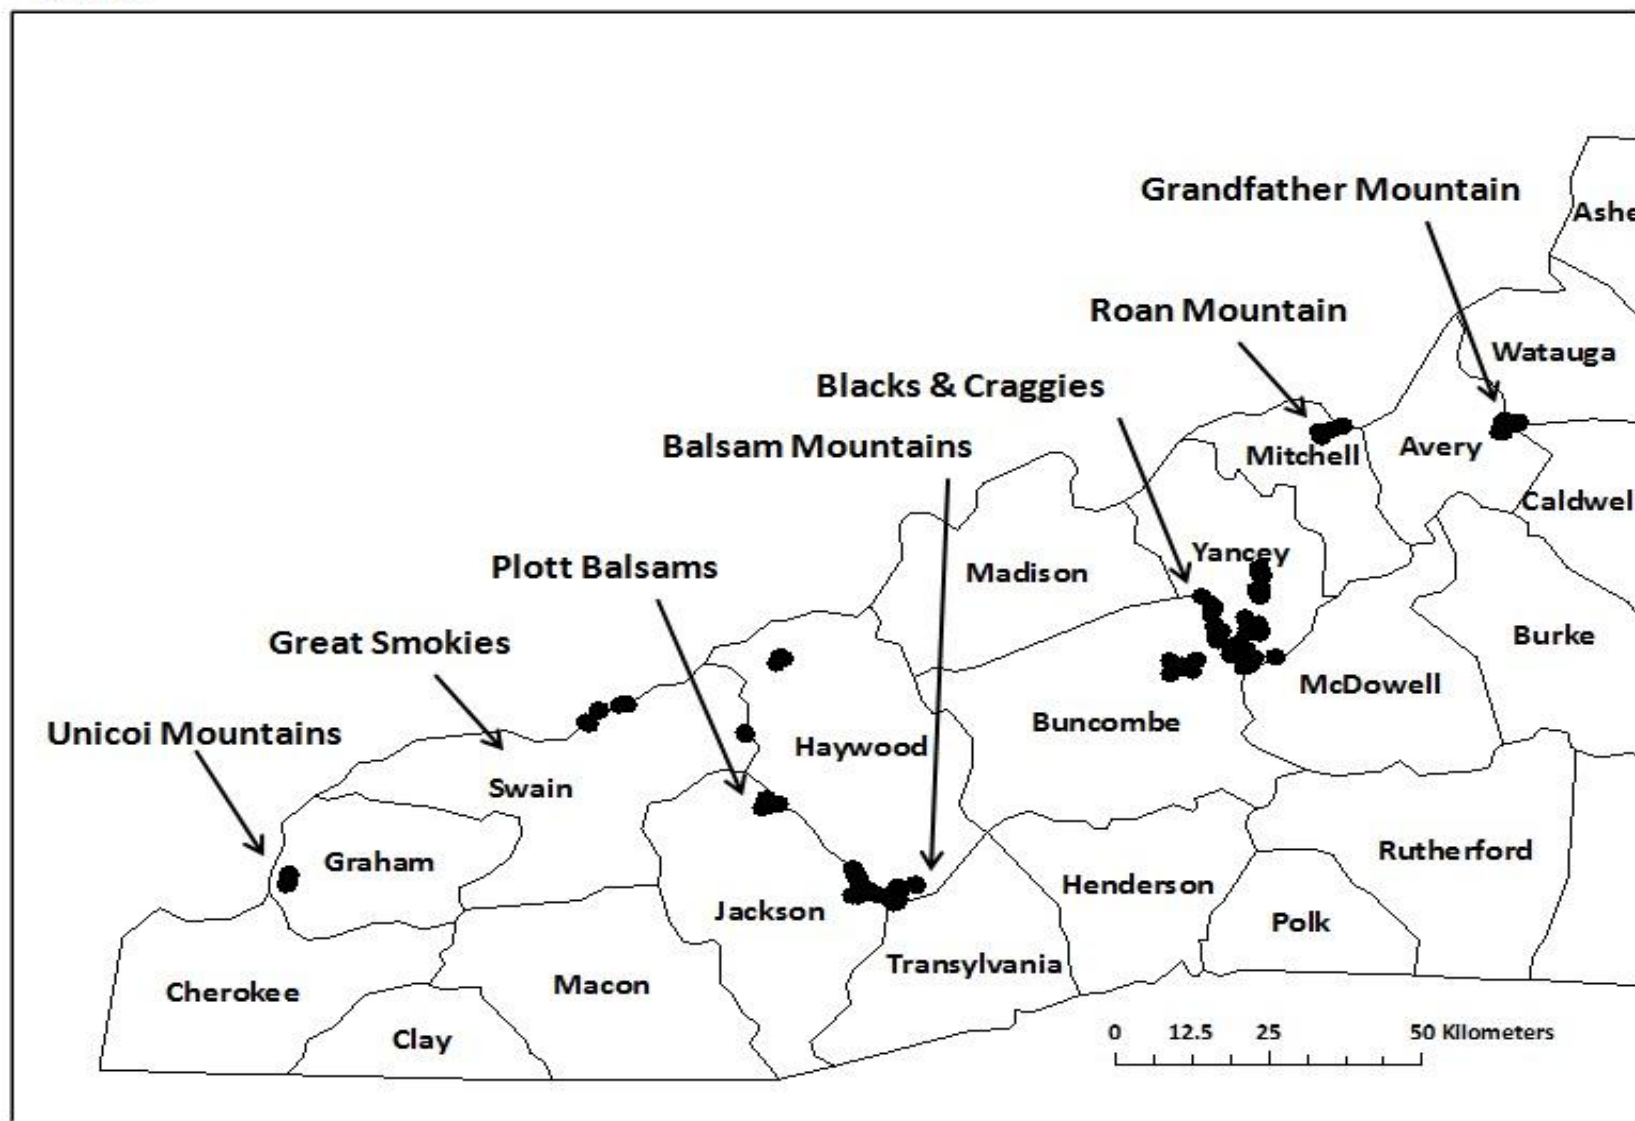 Ashe
Grandfather Mountain
Roan Mountain
Watauga
Blacks & Craggies
Balsam Mountains
Mitchell
Avery
Caldwel
Plott Balsams
Yancey
Madison
Great Smokies
Burke
McDowell
Unicoi Mountains
Buncombe
Haywood
Swain
Graham
Rutherford
Henderson
Jackson
Polk
Transylvania
Cherokee
Macon
Clay
0 12.5 25 50 Kilometers